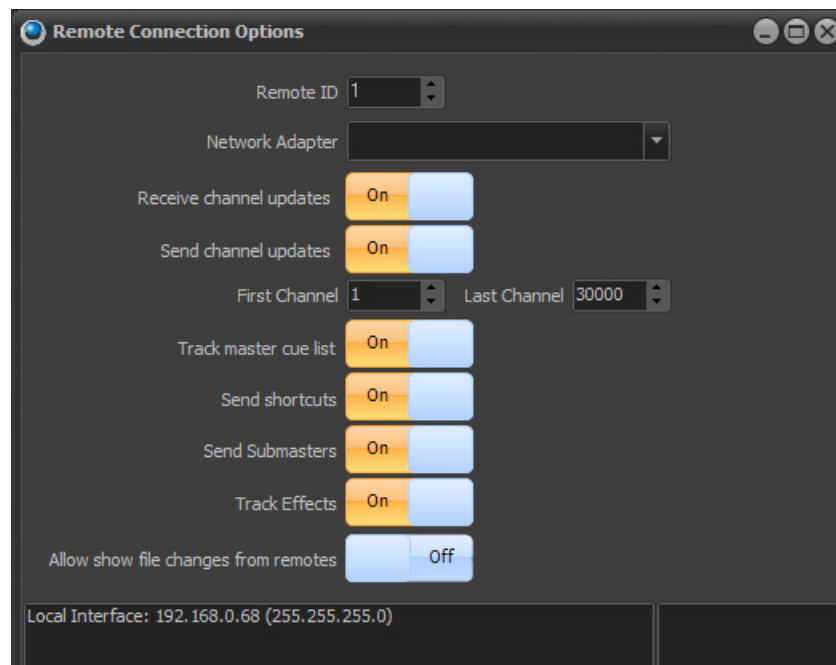 Remote Connection Options
Remote ID 1
Network Adapter
Receive channel updates On
Send channel updates On
First Channel 1 Last Channel 30000
Track master cue list On
Send shortcuts On
Send Submasters On
Track Effects On
Allow show file changes from remotes Off
Local Interface: 192.168.0.68 (255.255.255.0)